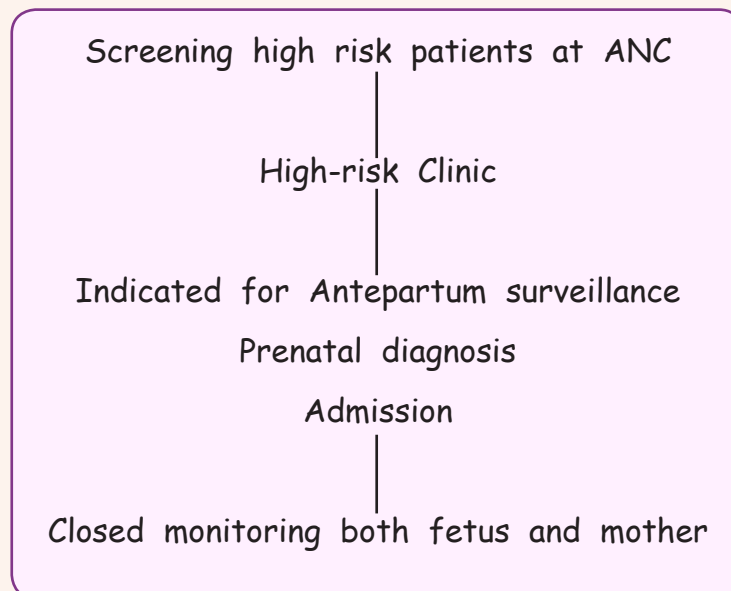 Screening high risk patients at ANC
High-risk Clinic
Indicated for Antepartum surveillance
Prenatal diagnosis
Admission
Closed monitoring both fetus and mother